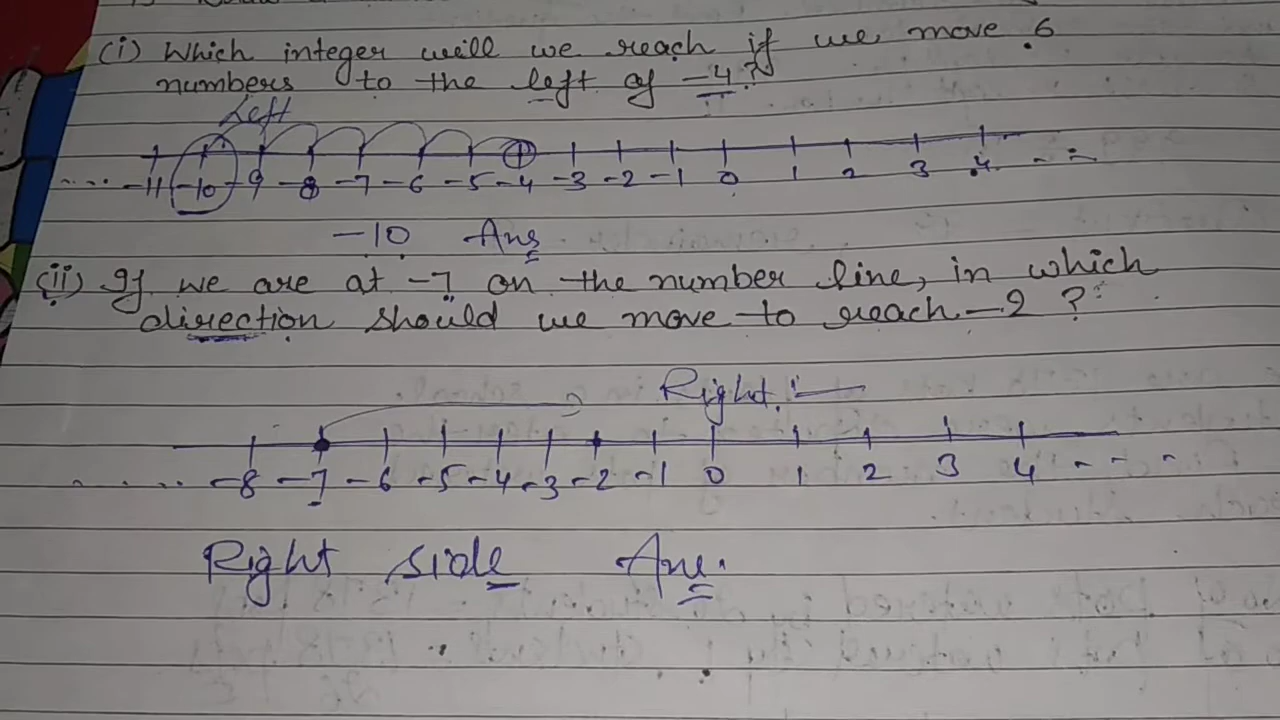 (i) Which integer will we reach if we move 6
numbers to the left of -4?
Left
.... -11 -10 -9 -8 -7 -6 -5 -4 -3 -2 -1 0 1 2 3 4 - -
-10 Ans
(ii) If we are at -7 on the number line, in which
direction should we move to reach -2 ?
Right :-
..... -8 -7 -6 -5 -4 -3 -2 -1 0 1 2 3 4 - - -
Right side Ans.